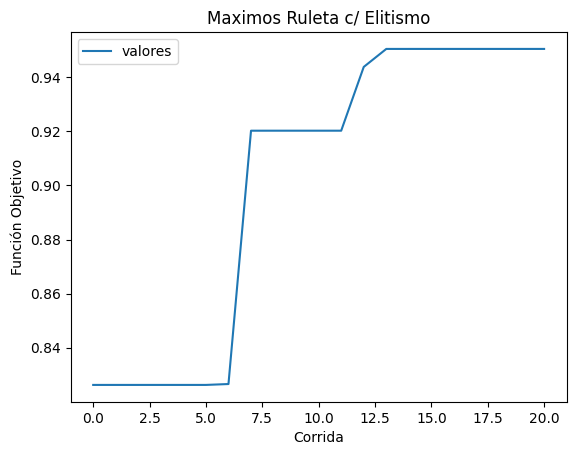 Maximos Ruleta c/ Elitismo
valores
Función Objetivo
0.94
0.92
0.90
0.88
0.86
0.84
0.0 2.5 5.0 7.5 10.0 12.5 15.0 17.5 20.0
Corrida